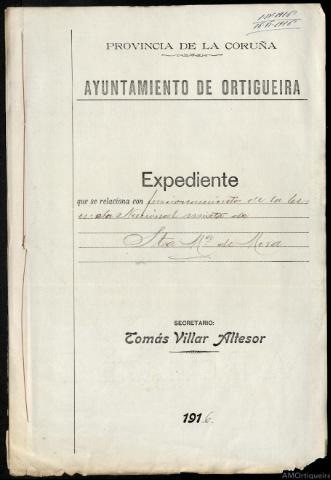 PROVINCIA DE LA CORUÑA
AYUNTAMIENTO DE ORTIGUEIRA
Expediente
que se relaciona con funcionamiento de la Es-
cuela Nacional mixta de
Sta Mª de Mera
SECRETARIO:
Tomás Villar Altesor
1916.
AMOrtigueira